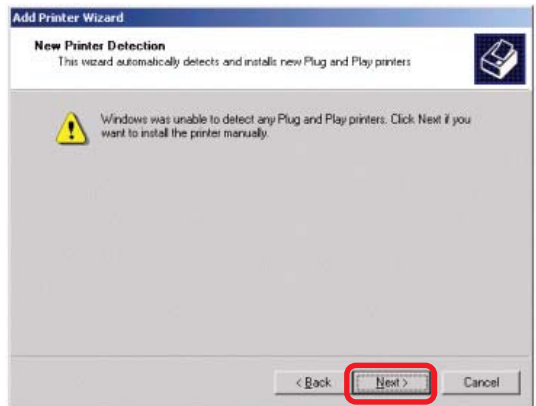 Add Printer Wizard
New Printer Detection
This wizard automatically detects and installs new Plug and Play printers
Windows was unable to detect any Plug and Play printers. Click Next if you
want to install the printer manually.
< Back
Next >
Cancel